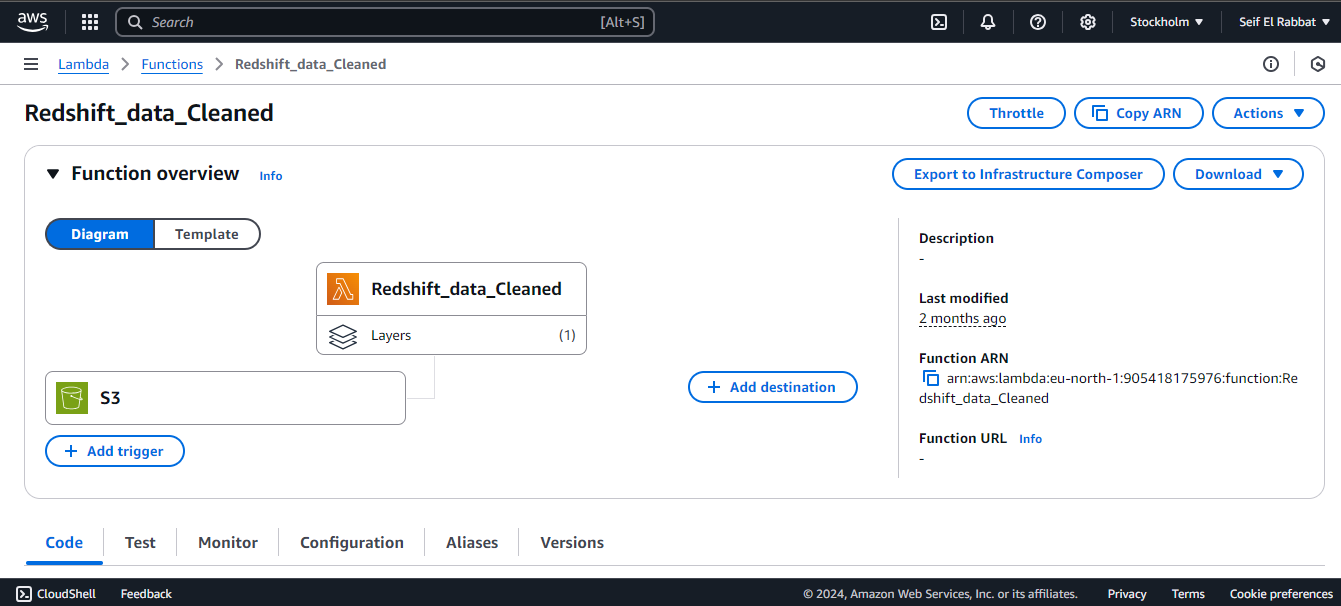 aws
Search
[Alt+S]
Stockholm
Seif El Rabbat
Lambda
Functions
Redshift_data_Cleaned
Redshift_data_Cleaned
Throttle
Copy ARN
Actions
Function overview
Info
Export to Infrastructure Composer
Download
Diagram
Template
Redshift_data_Cleaned
Layers
(1)
S3
Add trigger
Add destination
Description
-
Last modified
2 months ago
Function ARN
arn:aws:lambda:eu-north-1:905418175976:function:Re
dshift_data_Cleaned
Function URL
Info
-
Code
Test
Monitor
Configuration
Aliases
Versions
CloudShell
Feedback
© 2024, Amazon Web Services, Inc. or its affiliates.
Privacy
Terms
Cookie preferences